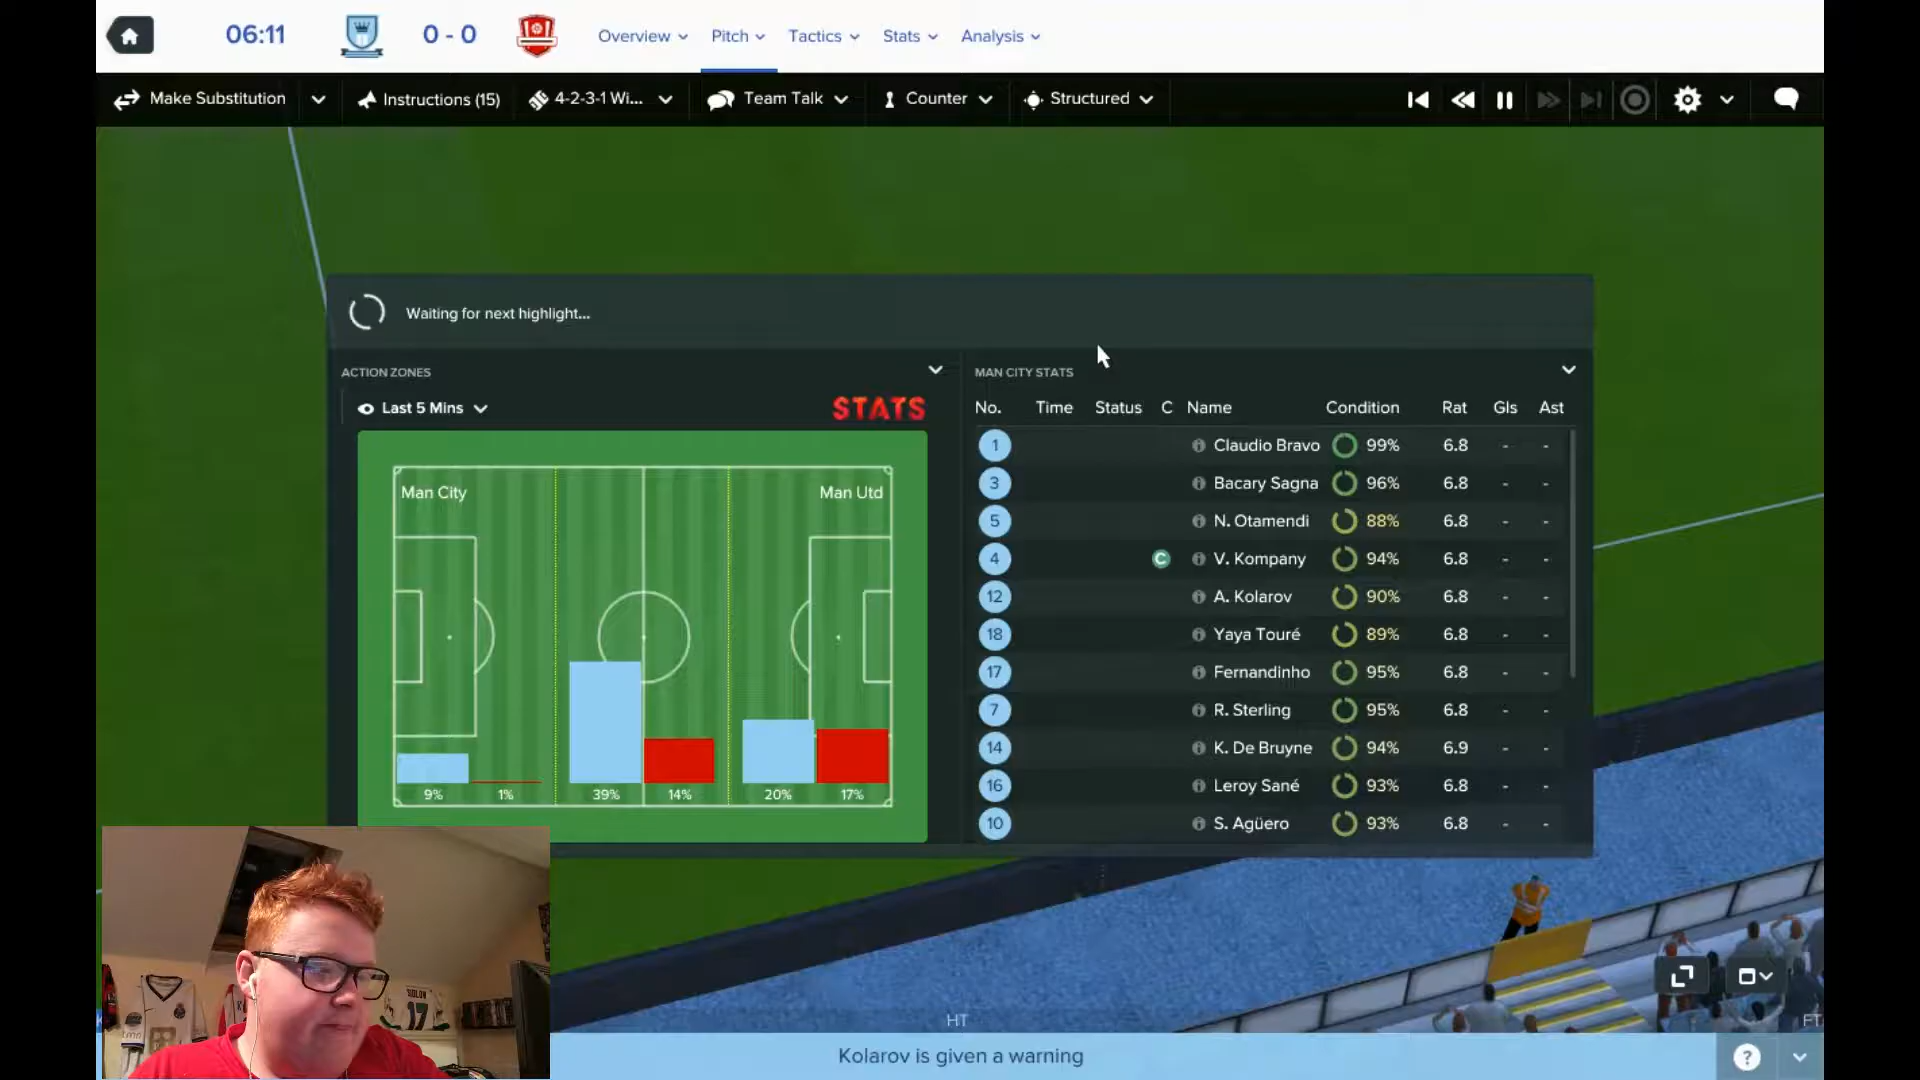 06:11
0 - 0
Overview
Pitch
Tactics
Stats
Analysis
Make Substitution
Instructions (15)
4-2-3-1 Wi...
Team Talk
Counter
Structured
Waiting for next highlight...
ACTION ZONES
Last 5 Mins
STATS
Man City
Man Utd
9%
1%
39%
14%
20%
17%
MAN CITY STATS
No. Time Status C Name Condition Rat Gls Ast
1 Claudio Bravo 99% 6.8 - -
3 Bacary Sagna 96% 6.8 - -
5 N. Otamendi 88% 6.8 - -
4 C V. Kompany 94% 6.8 - -
12 A. Kolarov 90% 6.8 - -
18 Yaya Touré 89% 6.8 - -
17 Fernandinho 95% 6.8 - -
7 R. Sterling 95% 6.8 - -
14 K. De Bruyne 94% 6.9 - -
16 Leroy Sané 93% 6.8 - -
10 S. Agüero 93% 6.8 - -
SIGLON
17
HT
FT
Kolarov is given a warning
?